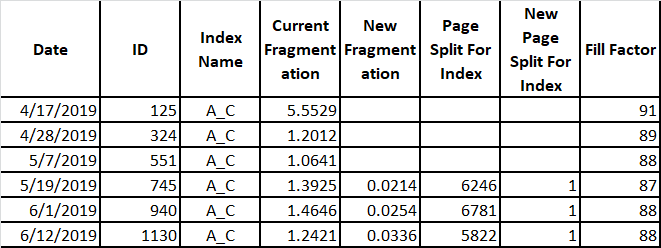 Date ID Index Name Current Fragment ation New Fragment ation Page Split For Index New Page Split For Index Fill Factor
4/17/2019 125 A_C 5.5529 91
4/28/2019 324 A_C 1.2012 89
5/7/2019 551 A_C 1.0641 88
5/19/2019 745 A_C 1.3925 0.0214 6246 1 87
6/1/2019 940 A_C 1.4646 0.0254 6781 1 88
6/12/2019 1130 A_C 1.2421 0.0336 5822 1 88